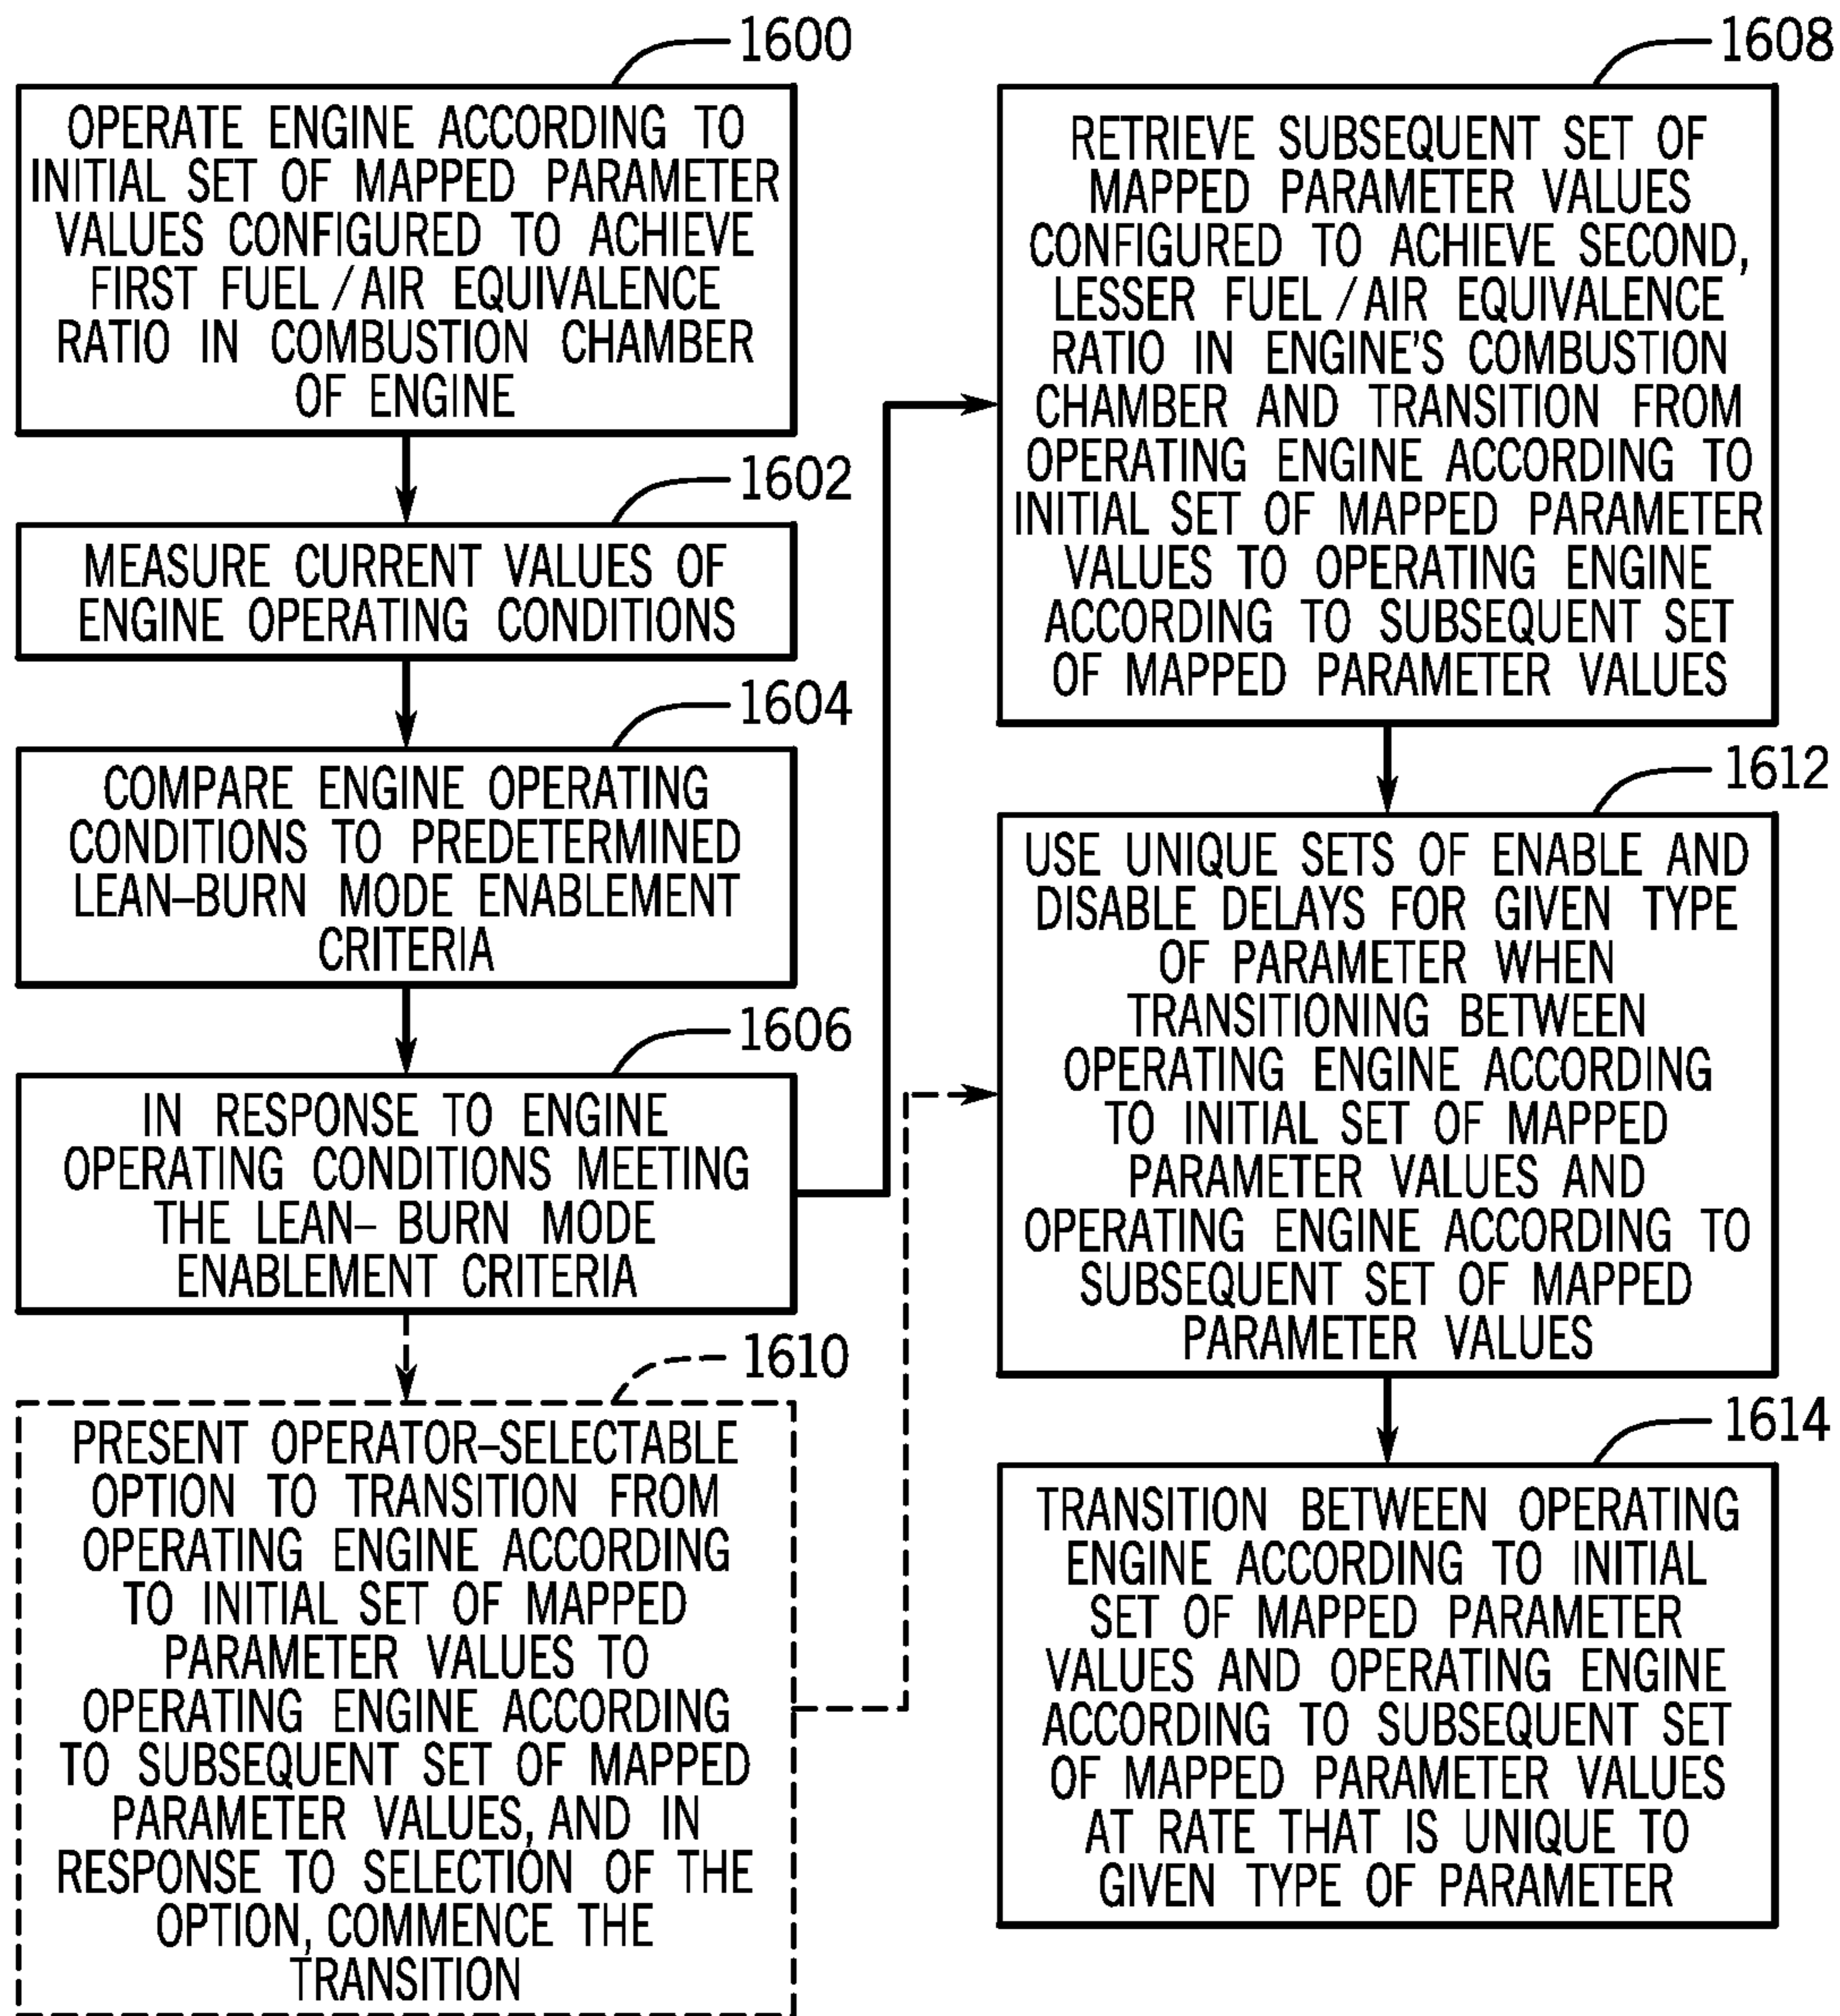 1600
OPERATE ENGINE ACCORDING TO
INITIAL SET OF MAPPED PARAMETER
VALUES CONFIGURED TO ACHIEVE
FIRST FUEL/AIR EQUIVALENCE
RATIO IN COMBUSTION CHAMBER
OF ENGINE
1602
MEASURE CURRENT VALUES OF
ENGINE OPERATING CONDITIONS
1604
COMPARE ENGINE OPERATING
CONDITIONS TO PREDETERMINED
LEAN–BURN MODE ENABLEMENT
CRITERIA
1606
IN RESPONSE TO ENGINE
OPERATING CONDITIONS MEETING
THE LEAN– BURN MODE
ENABLEMENT CRITERIA
1610
PRESENT OPERATOR–SELECTABLE
OPTION TO TRANSITION FROM
OPERATING ENGINE ACCORDING
TO INITIAL SET OF MAPPED
PARAMETER VALUES TO
OPERATING ENGINE ACCORDING
TO SUBSEQUENT SET OF MAPPED
PARAMETER VALUES, AND IN
RESPONSE TO SELECTION OF THE
OPTION, COMMENCE THE
TRANSITION
1608
RETRIEVE SUBSEQUENT SET OF
MAPPED PARAMETER VALUES
CONFIGURED TO ACHIEVE SECOND,
LESSER FUEL/AIR EQUIVALENCE
RATIO IN ENGINE'S COMBUSTION
CHAMBER AND TRANSITION FROM
OPERATING ENGINE ACCORDING TO
INITIAL SET OF MAPPED PARAMETER
VALUES TO OPERATING ENGINE
ACCORDING TO SUBSEQUENT SET
OF MAPPED PARAMETER VALUES
1612
USE UNIQUE SETS OF ENABLE AND
DISABLE DELAYS FOR GIVEN TYPE
OF PARAMETER WHEN
TRANSITIONING BETWEEN
OPERATING ENGINE ACCORDING
TO INITIAL SET OF MAPPED
PARAMETER VALUES AND
OPERATING ENGINE ACCORDING TO
SUBSEQUENT SET OF MAPPED
PARAMETER VALUES
1614
TRANSITION BETWEEN OPERATING
ENGINE ACCORDING TO INITIAL
SET OF MAPPED PARAMETER
VALUES AND OPERATING ENGINE
ACCORDING TO SUBSEQUENT SET
OF MAPPED PARAMETER VALUES
AT RATE THAT IS UNIQUE TO
GIVEN TYPE OF PARAMETER